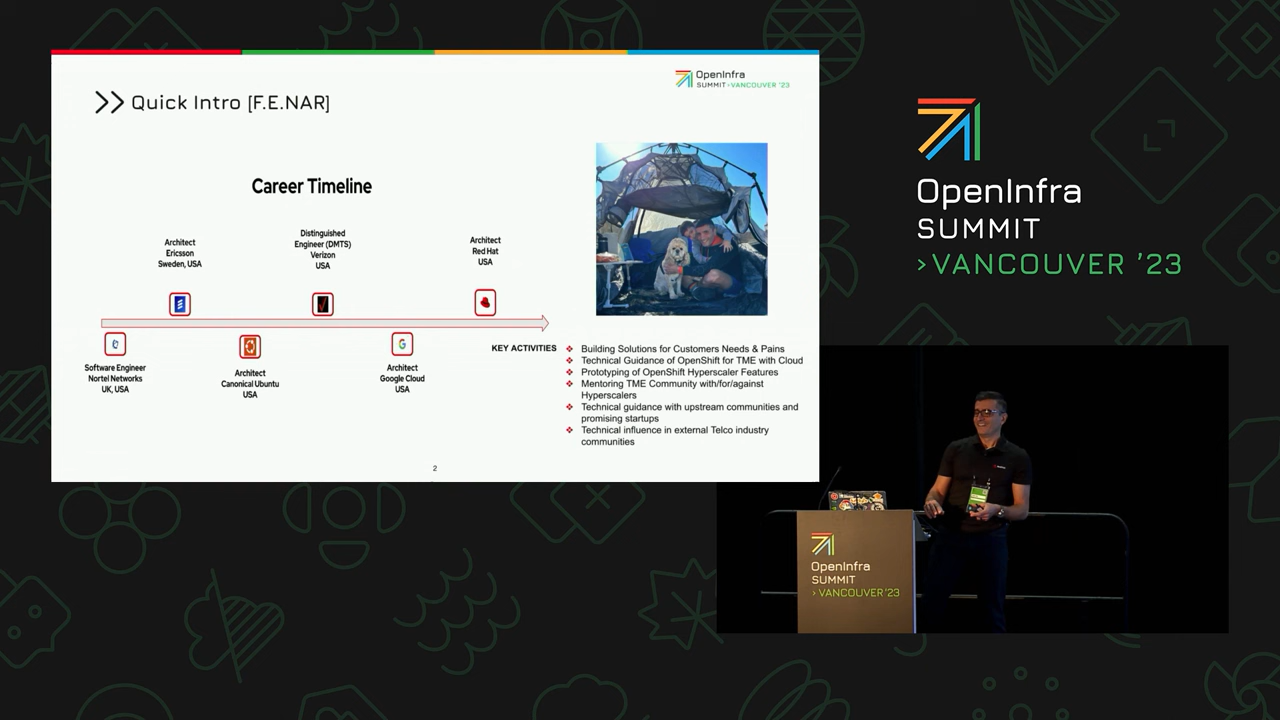 Quick Intro [F.E.NAR]
OpenInfra
SUMMIT >VANCOUVER '23
Career Timeline
Architect
Ericsson
Sweden, USA
Distinguished
Engineer (DMTS)
Verizon
USA
Architect
Red Hat
USA
Software Engineer
Nortel Networks
UK, USA
Architect
Canonical Ubuntu
USA
Architect
Google Cloud
USA
KEY ACTIVITIES
Building Solutions for Customers Needs & Pains
Technical Guidance of OpenShift for TME with Cloud
Prototyping of OpenShift Hyperscaler Features
Mentoring TME Community with/for/against
Hyperscalers
Technical guidance with upstream communities and
promising startups
Technical influence in external Telco industry
communities
2
OpenInfra
SUMMIT
>VANCOUVER '23
OpenInfra
SUMMIT
>VANCOUVER '23